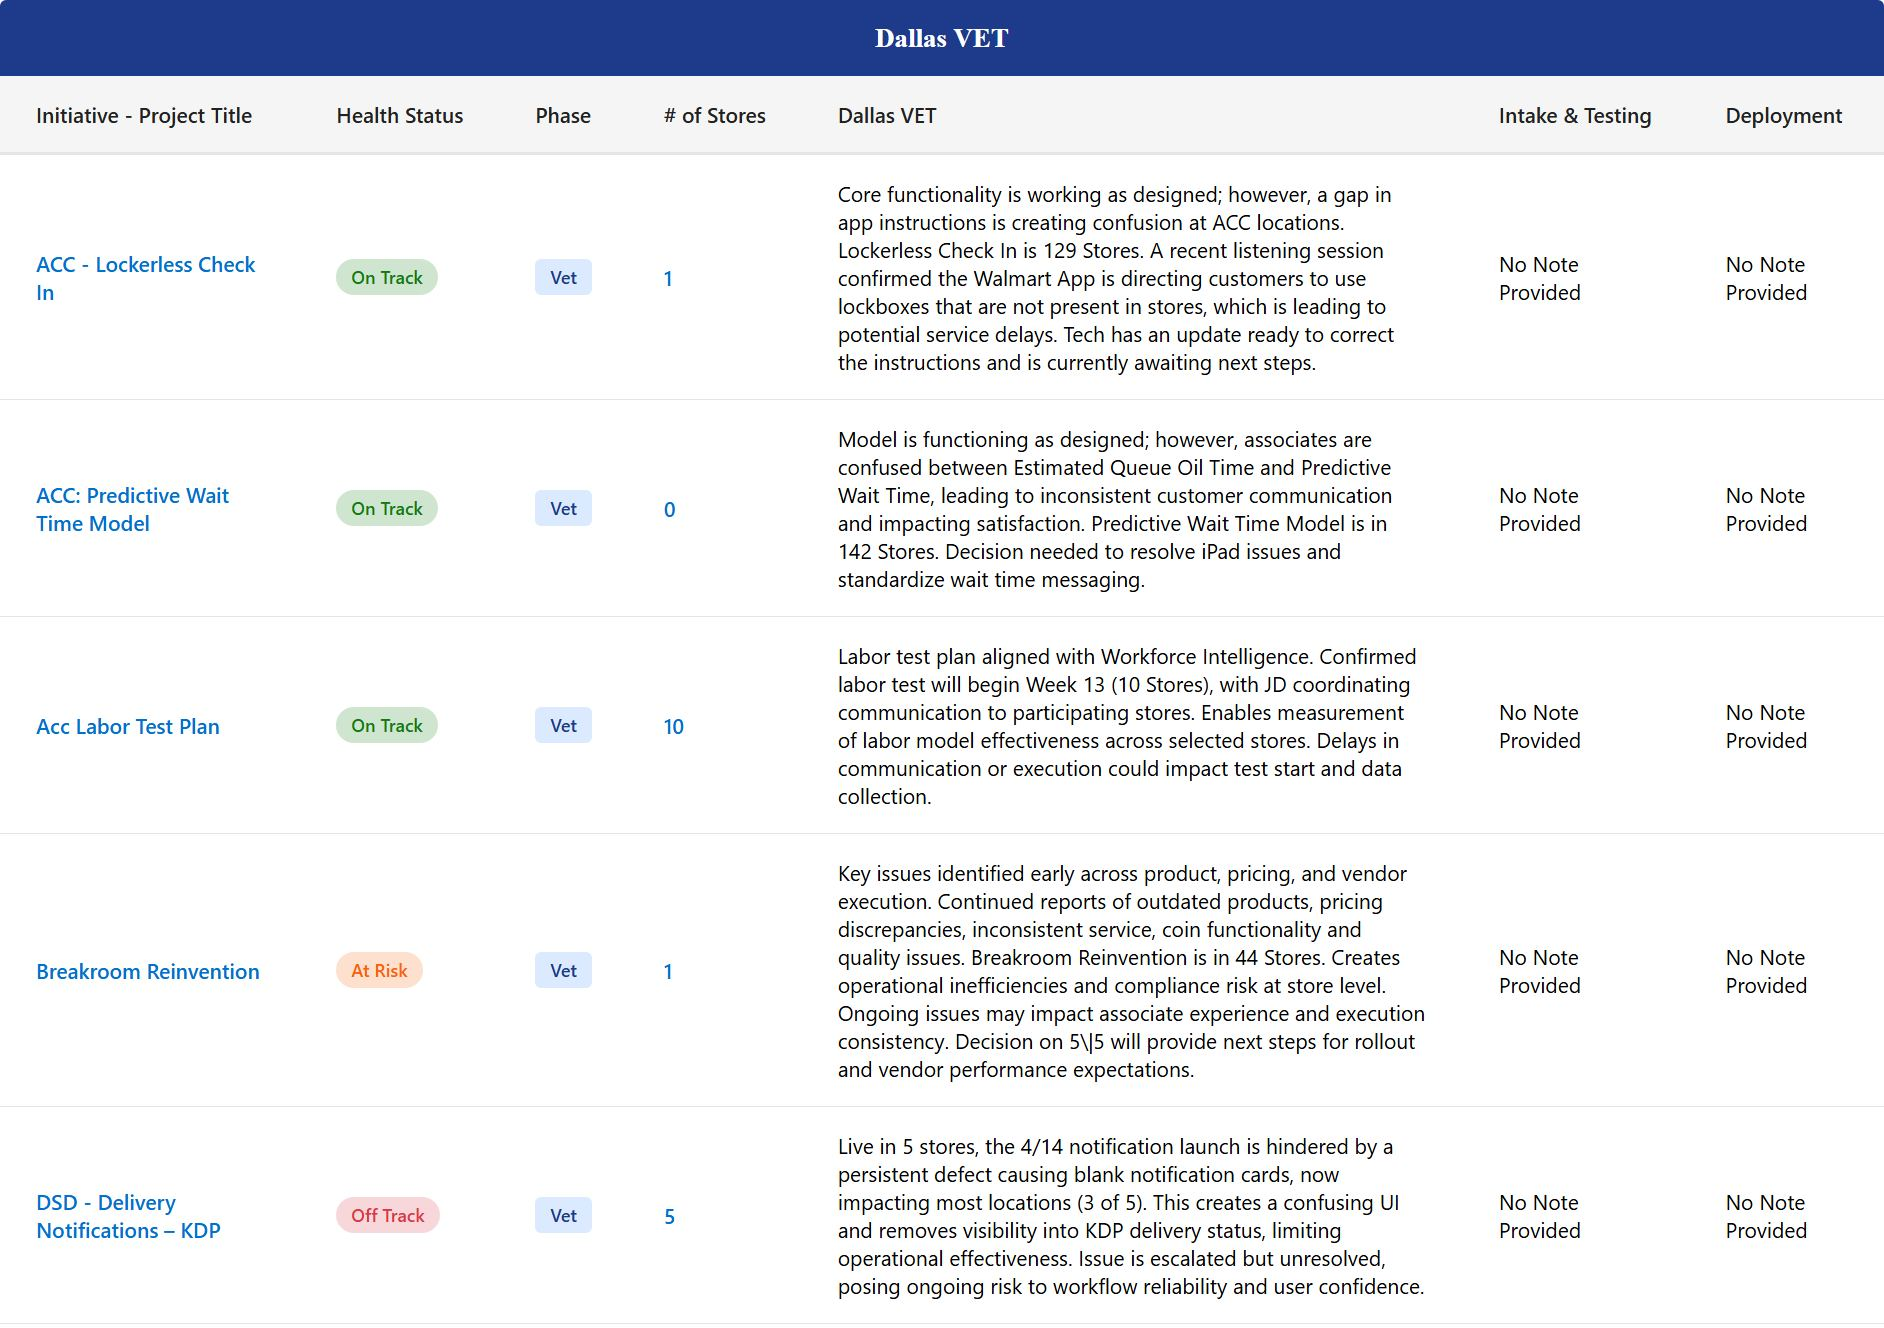 Dallas VET
Initiative - Project Title
Health Status
Phase
# of Stores
Dallas VET
Intake & Testing
Deployment
ACC - Lockerless Check
In
On Track
Vet
1
Core functionality is working as designed; however, a gap in
app instructions is creating confusion at ACC locations.
Lockerless Check In is 129 Stores. A recent listening session
confirmed the Walmart App is directing customers to use
lockboxes that are not present in stores, which is leading to
potential service delays. Tech has an update ready to correct
the instructions and is currently awaiting next steps.
No Note
Provided
No Note
Provided
ACC: Predictive Wait
Time Model
On Track
Vet
0
Model is functioning as designed; however, associates are
confused between Estimated Queue Oil Time and Predictive
Wait Time, leading to inconsistent customer communication
and impacting satisfaction. Predictive Wait Time Model is in
142 Stores. Decision needed to resolve iPad issues and
standardize wait time messaging.
No Note
Provided
No Note
Provided
Acc Labor Test Plan
On Track
Vet
10
Labor test plan aligned with Workforce Intelligence. Confirmed
labor test will begin Week 13 (10 Stores), with JD coordinating
communication to participating stores. Enables measurement
of labor model effectiveness across selected stores. Delays in
communication or execution could impact test start and data
collection.
No Note
Provided
No Note
Provided
Breakroom Reinvention
At Risk
Vet
1
Key issues identified early across product, pricing, and vendor
execution. Continued reports of outdated products, pricing
discrepancies, inconsistent service, coin functionality and
quality issues. Breakroom Reinvention is in 44 Stores. Creates
operational inefficiencies and compliance risk at store level.
Ongoing issues may impact associate experience and execution
consistency. Decision on 5\|5 will provide next steps for rollout
and vendor performance expectations.
No Note
Provided
No Note
Provided
DSD - Delivery
Notifications – KDP
Off Track
Vet
5
Live in 5 stores, the 4/14 notification launch is hindered by a
persistent defect causing blank notification cards, now
impacting most locations (3 of 5). This creates a confusing UI
and removes visibility into KDP delivery status, limiting
operational effectiveness. Issue is escalated but unresolved,
posing ongoing risk to workflow reliability and user confidence.
No Note
Provided
No Note
Provided